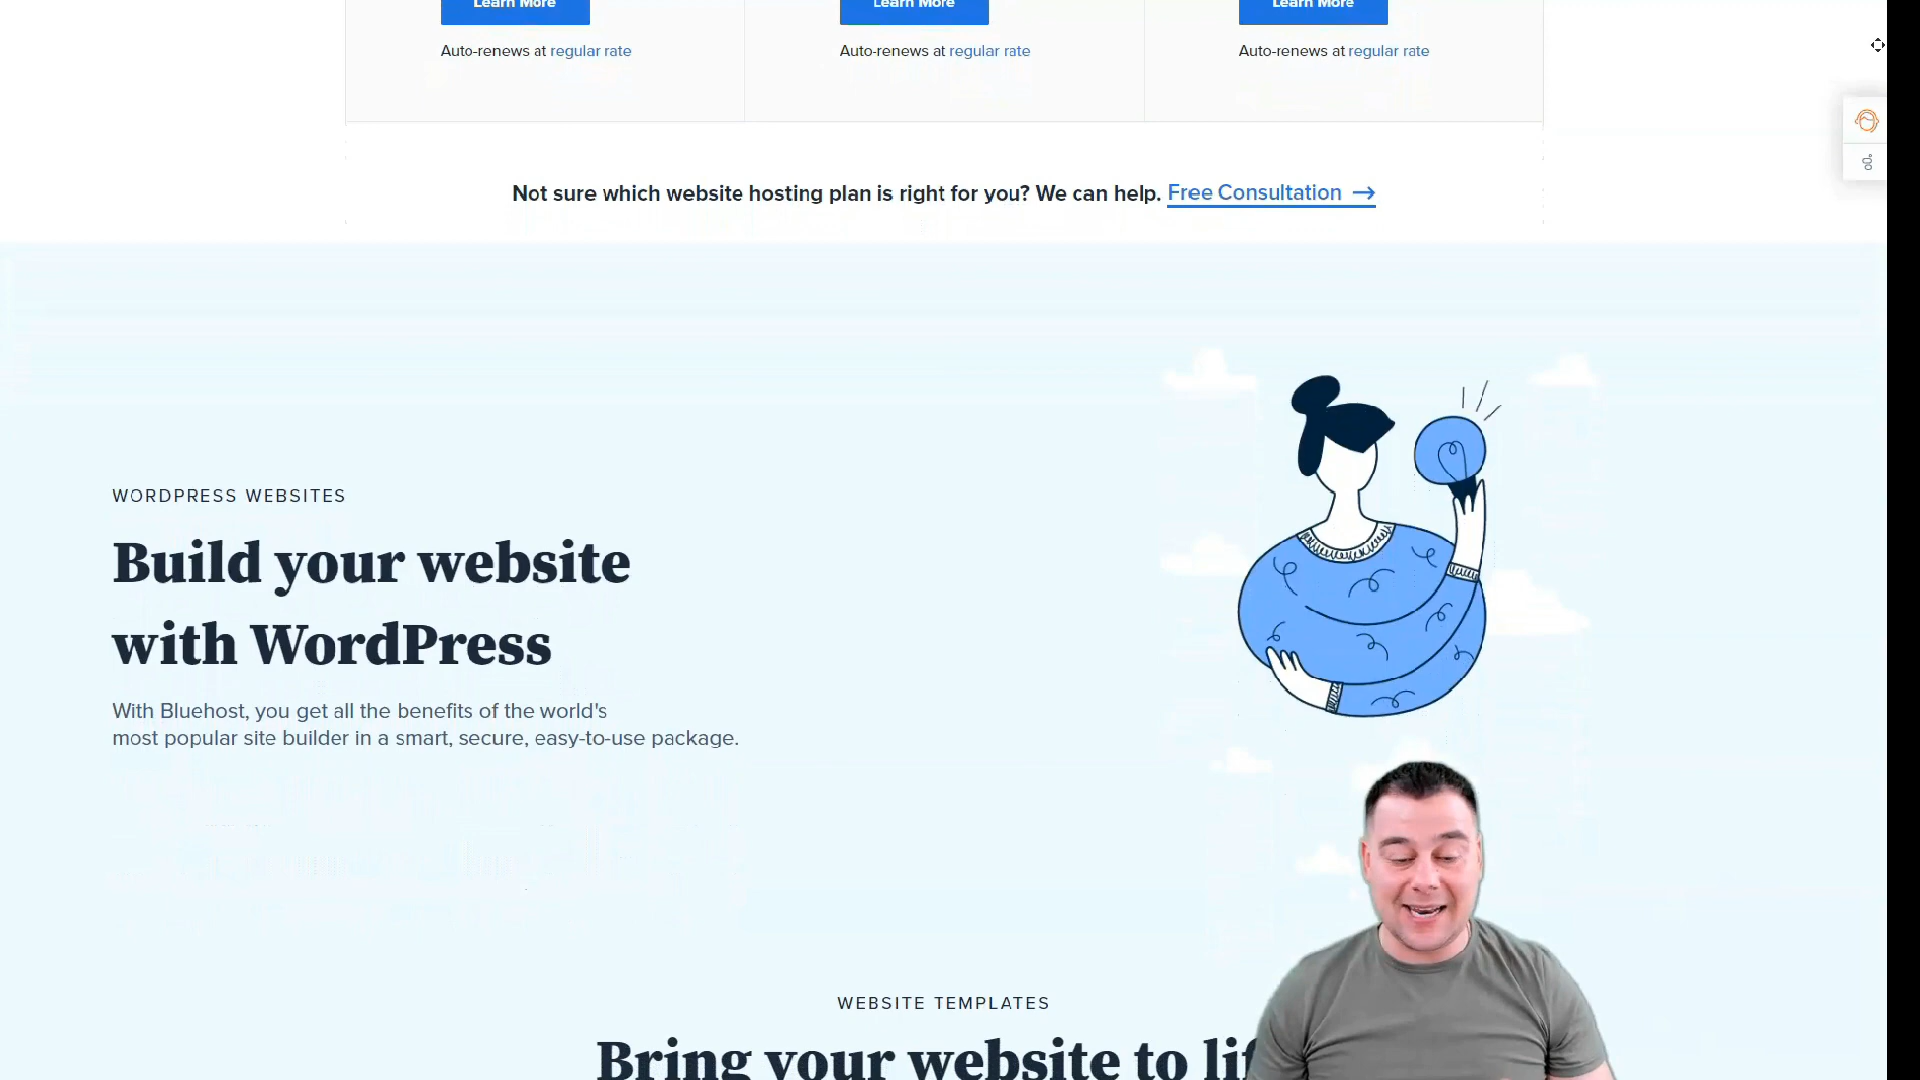 Learn More
Learn More
Learn More
Auto-renews at regular rate
Auto-renews at regular rate
Auto-renews at regular rate
Not sure which website hosting plan is right for you? We can help. Free Consultation →
WORDPRESS WEBSITES
Build your website
with WordPress
With Bluehost, you get all the benefits of the world's
most popular site builder in a smart, secure, easy-to-use package.
WEBSITE TEMPLATES
Bring your website to